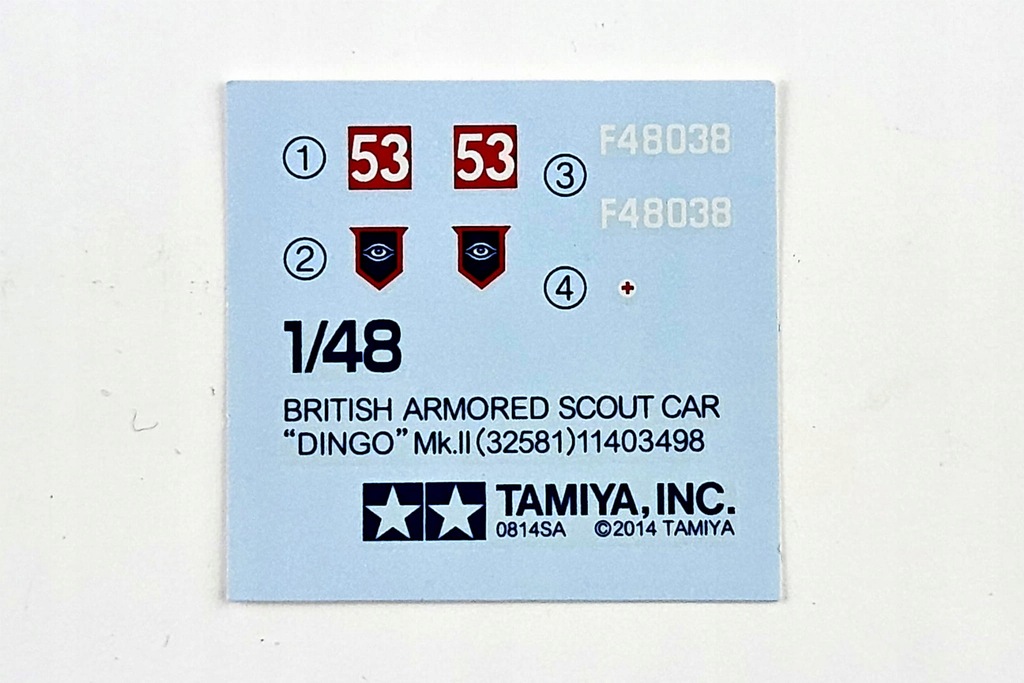 ① 53 53
③ F48038
F48038
②
④
1/48
BRITISH ARMORED SCOUT CAR
“DINGO” Mk.II (32581) 11403498
TAMIYA, INC.
0814SA ©2014 TAMIYA